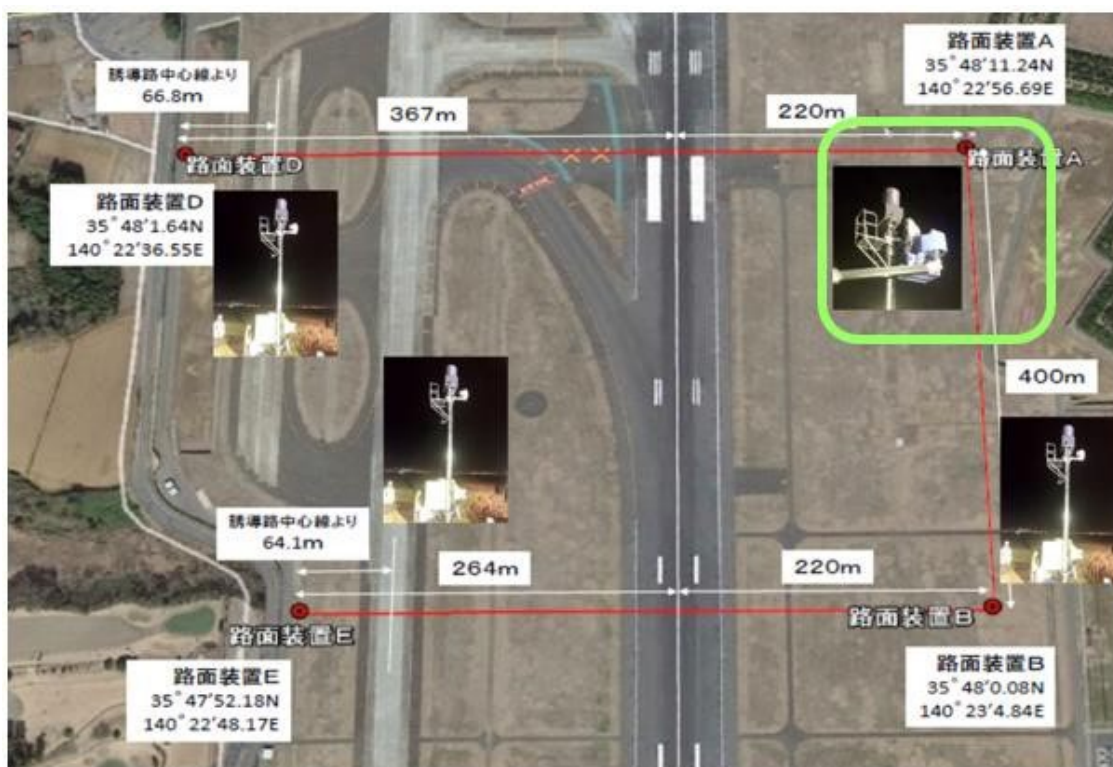 路面装置A
35°48'11.24N
140°22'56.69E
誘導路中心線より
66.8m
367m
220m
路面装置D
路面装置A
路面装置D
35°48'1.64N
140°22'36.55E
400m
誘導路中心線より
64.1m
264m
220m
路面装置E
路面装置B
路面装置E
35°47'52.18N
140°22'48.17E
路面装置B
35°48'0.08N
140°23'4.84E